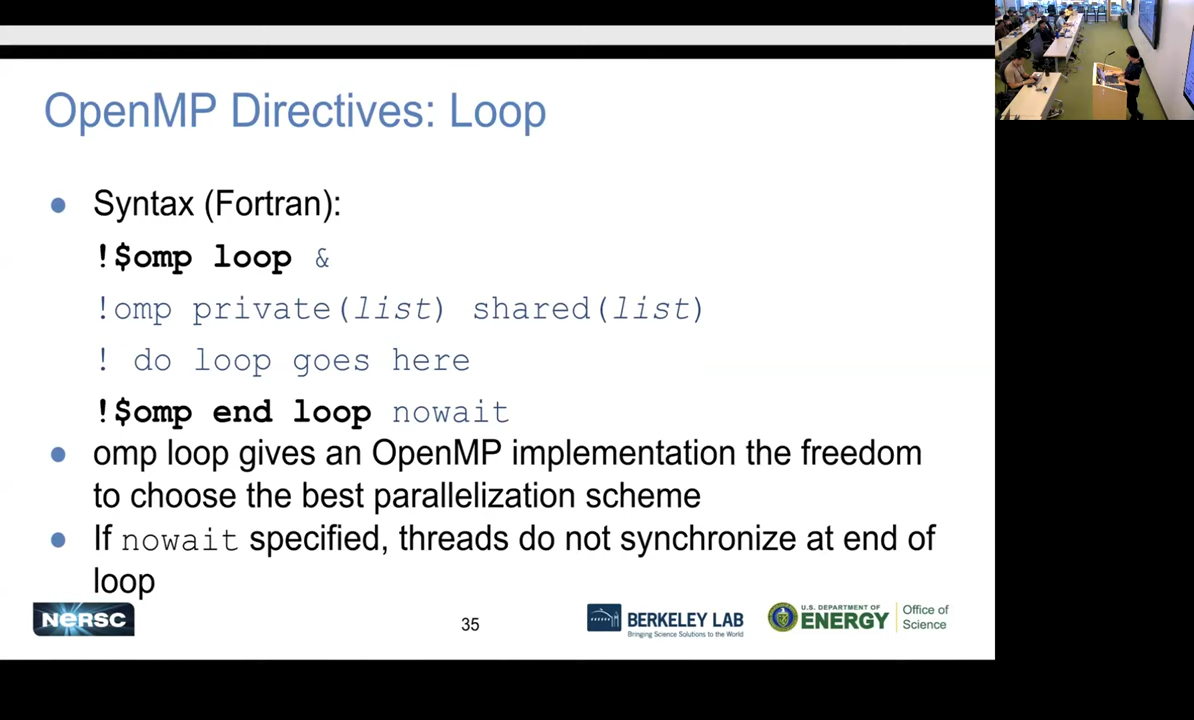 OpenMP Directives: Loop
● Syntax (Fortran):
!$omp loop &
!omp private(list) shared(list)
! do loop goes here
!$omp end loop nowait
● omp loop gives an OpenMP implementation the freedom
to choose the best parallelization scheme
● If nowait specified, threads do not synchronize at end of
loop
NERSC
35
BERKELEY LAB
Bringing Science Solutions to the World
U.S. DEPARTMENT OF
ENERGY
Office of
Science